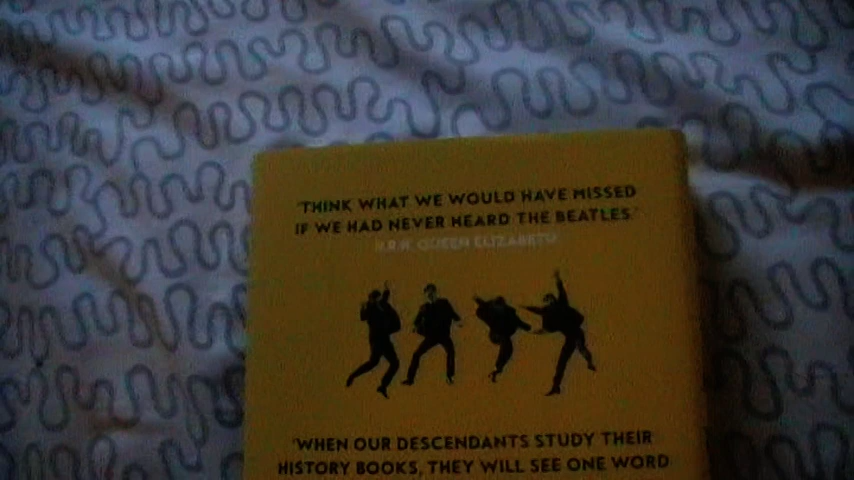 'THINK WHAT WE WOULD HAVE MISSED
IF WE HAD NEVER HEARD THE BEATLES.'
H.R.H. QUEEN ELIZABETH
'WHEN OUR DESCENDANTS STUDY THEIR
HISTORY BOOKS, THEY WILL SEE ONE WORD